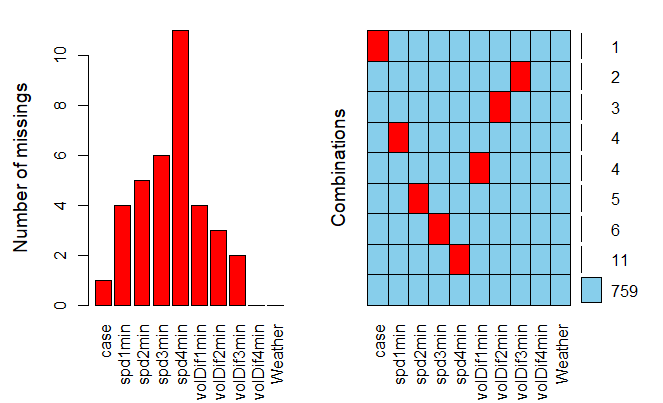 Number of missings
0
2
4
6
8
10
case
spd1min
spd2min
spd3min
spd4min
volDif1min
volDif2min
volDif3min
volDif4min
Weather
Combinations
case
spd1min
spd2min
spd3min
spd4min
volDif1min
volDif2min
volDif3min
volDif4min
Weather
1
2
3
4
4
5
6
11
759